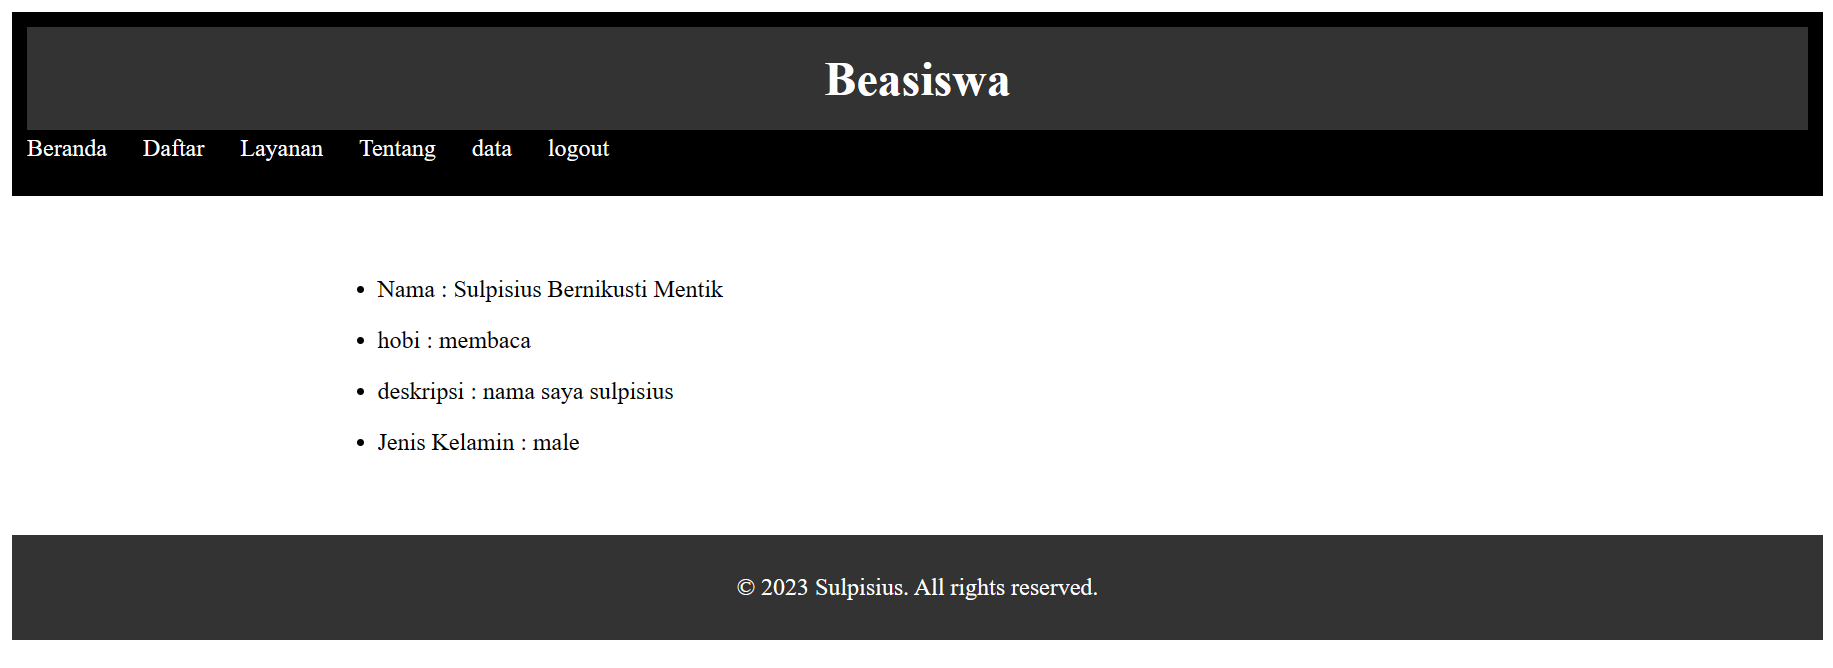 Beasiswa
Beranda Daftar Layanan Tentang data logout
• Nama : Sulpisius Bernikusti Mentik
• hobi : membaca
• deskripsi : nama saya sulpisius
• Jenis Kelamin : male
© 2023 Sulpisius. All rights reserved.